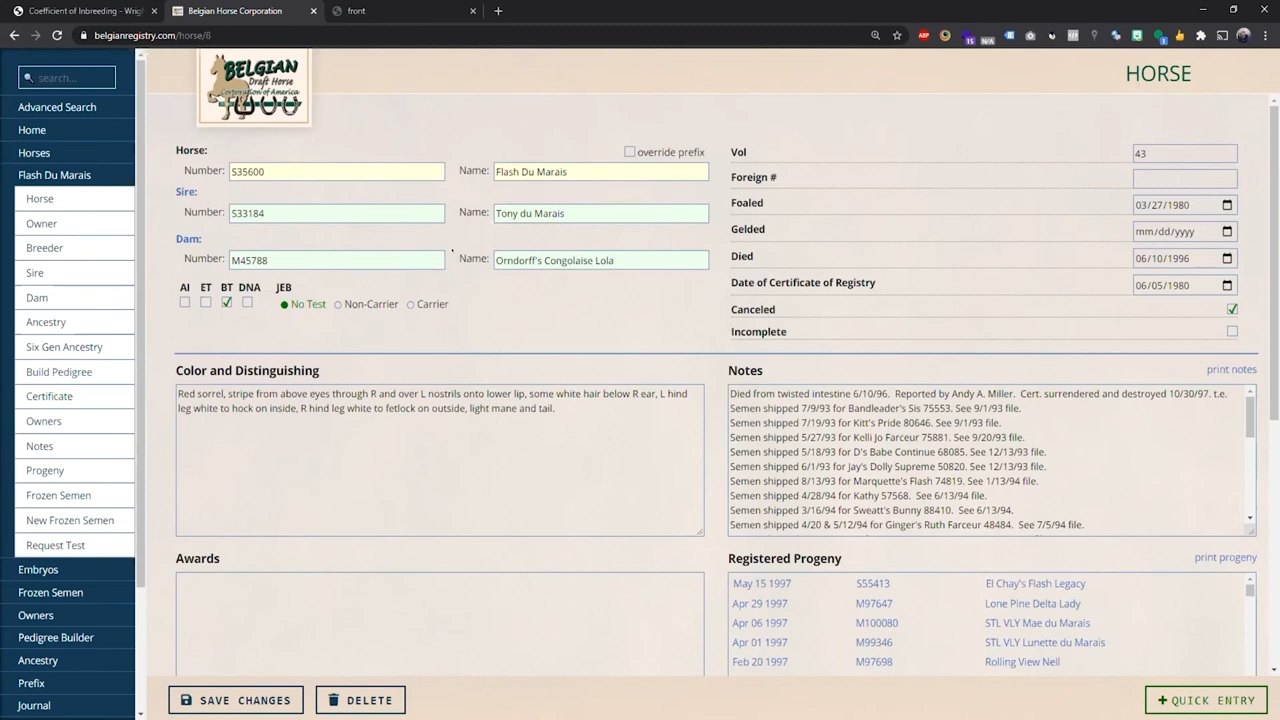 Coefficient of Inbreeding - Wrig
Belgian Horse Corporation
front
belgianregistry.com/horse/8
15
N/A
1
ABP
search...
Advanced Search
Home
Horses
Flash Du Marais
Horse
Owner
Breeder
Sire
Dam
Ancestry
Six Gen Ancestry
Build Pedigree
Certificate
Owners
Notes
Progeny
Frozen Semen
New Frozen Semen
Request Test
Embryos
Frozen Semen
Owners
Pedigree Builder
Ancestry
Prefix
Journal
BELGIAN
Draft Horse
Corporation of America
HORSE
Horse:
override prefix
Number: S35600 Name: Flash Du Marais
Sire:
Number: S33184 Name: Tony du Marais
Dam:
Number: M45788 Name: Orndorff's Congolaise Lola
AI ET BT DNA JEB
No Test Non-Carrier Carrier
Vol 43
Foreign #
Foaled 03/27/1980
Gelded mm/dd/yyyy
Died 06/10/1996
Date of Certificate of Registry 06/05/1980
Canceled
Incomplete
Color and Distinguishing
Red sorrel, stripe from above eyes through R and over L nostrils onto lower lip, some white hair below R ear, L hind
leg white to hock on inside, R hind leg white to fetlock on outside, light mane and tail.
Notes print notes
Died from twisted intestine 6/10/96. Reported by Andy A. Miller. Cert. surrendered and destroyed 10/30/97. t.e.
Semen shipped 7/9/93 for Bandleader's Sis 75553. See 9/1/93 file.
Semen shipped 7/19/93 for Kitt's Pride 80646. See 9/1/93 file.
Semen shipped 5/27/93 for Kelli Jo Farceur 75881. See 9/20/93 file.
Semen shipped 5/18/93 for D's Babe Continue 68085. See 12/13/93 file.
Semen shipped 6/1/93 for Jay's Dolly Supreme 50820. See 12/13/93 file.
Semen shipped 8/13/93 for Marquette's Flash 74819. See 1/13/94 file.
Semen shipped 4/28/94 for Kathy 57568. See 6/13/94 file.
Semen shipped 3/16/94 for Sweatt's Bunny 88410. See 6/13/94.
Semen shipped 4/20 & 5/12/94 for Ginger's Ruth Farceur 48484. See 7/5/94 file.
Awards
Registered Progeny print progeny
May 15 1997 S55413 El Chay's Flash Legacy
Apr 29 1997 M97647 Lone Pine Delta Lady
Apr 06 1997 M100080 STL VLY Mae du Marais
Apr 01 1997 M99346 STL VLY Lunette du Marais
Feb 20 1997 M97698 Rolling View Nell
SAVE CHANGES
DELETE
+QUICK ENTRY